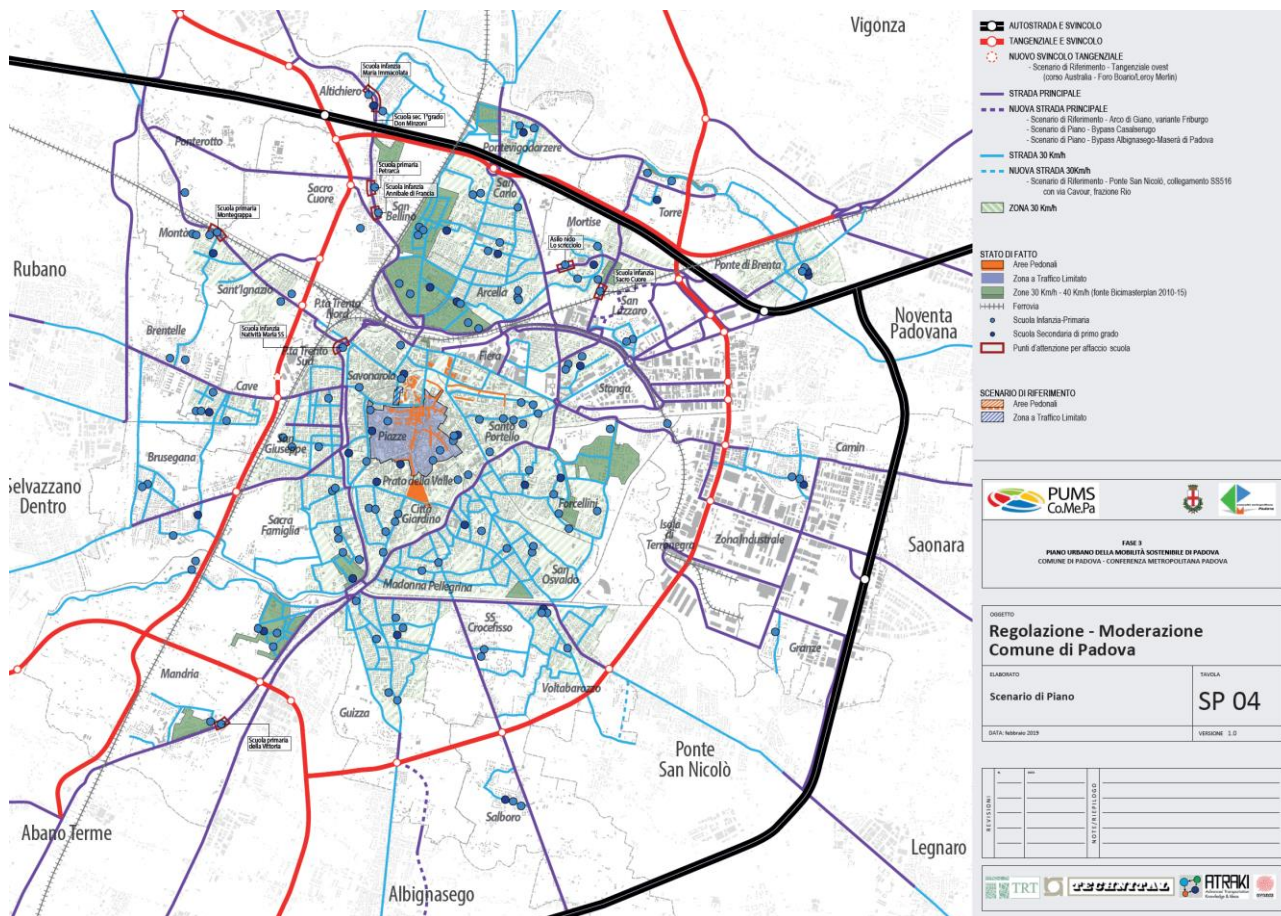 Vigonza
Altichiero
Scuola infanzia
Maria Immacolata
Scuola sec. 1°grado
Don Minzoni
Ponterotto
Pontevigodarzere
Scuola primaria
Petrarca
Scuola infanzia
Annibale di Francia
Sacro
Cuore
San
Carlo
San
Bellino
Mortise
Torre
Scuola primaria
Montegrappa
Montà
Asilo nido
Lo scricciolo
Ponte di Brenta
Rubano
Sant'Ignazio
Arcella
Scuola infanzia
Sacro Cuore
San
Lazzaro
P.ta Trento
Nord
Noventa
Padovana
Brentelle
Scuola infanzia
Natività Maria SS
P.ta Trento
Sud
Fiera
Cave
Savonarola
Stanga
Piazze
Santo
Portello
San
Giuseppe
Camin
Brusegana
Selvazzano
Dentro
Prato della Valle
Forcellini
Città
Giardino
Sacra
Famiglia
Isola
Terranegra
Zona Industriale
Saonara
San
Osvaldo
Madonna Pellegrina
SS
Crocefisso
Granze
Mandria
Voltabarozzo
Guizza
Scuola primaria
della Vittoria
Ponte
San Nicolò
Salboro
Abano Terme
Legnaro
Albignasego
AUTOSTRADA E SVINCOLO
TANGENZIALE E SVINCOLO
NUOVO SVINCOLO TANGENZIALE
- Scenario di Riferimento - Tangenziale ovest
(corso Australia - Foro Boario/Leroy Merlin)
STRADA PRINCIPALE
NUOVA STRADA PRINCIPALE
- Scenario di Riferimento - Arco di Giano, variante Friburgo
- Scenario di Piano - Bypass Casalserugo
- Scenario di Piano - Bypass Albignasego-Maserà di Padova
STRADA 30 Km/h
NUOVA STRADA 30Km/h
- Scenario di Riferimento - Ponte San Nicolò, collegamento SS516
con via Cavour, frazione Rio
ZONA 30 Km/h
STATO DI FATTO
Aree Pedonali
Zona a Traffico Limitato
Zone 30 Km/h - 40 Km/h (fonte Bicimasterplan 2010-15)
Ferrovia
Scuola Infanzia-Primaria
Scuola Secondaria di primo grado
Punti d'attenzione per affaccio scuola
SCENARIO DI RIFERIMENTO
Aree Pedonali
Zona a Traffico Limitato
PUMS
Co.Me.Pa
FASE 3
PIANO URBANO DELLA MOBILITÀ SOSTENIBILE DI PADOVA
COMUNE DI PADOVA - CONFERENZA METROPOLITANA PADOVA
OGGETTO
Regolazione - Moderazione
Comune di Padova
ELABORATO
TAVOLA
Scenario di Piano
SP 04
DATA: febbraio 2019
VERSIONE 1.0
REVISIONI
NOTE/RIEPILOGO
TRT
TECHNITAL